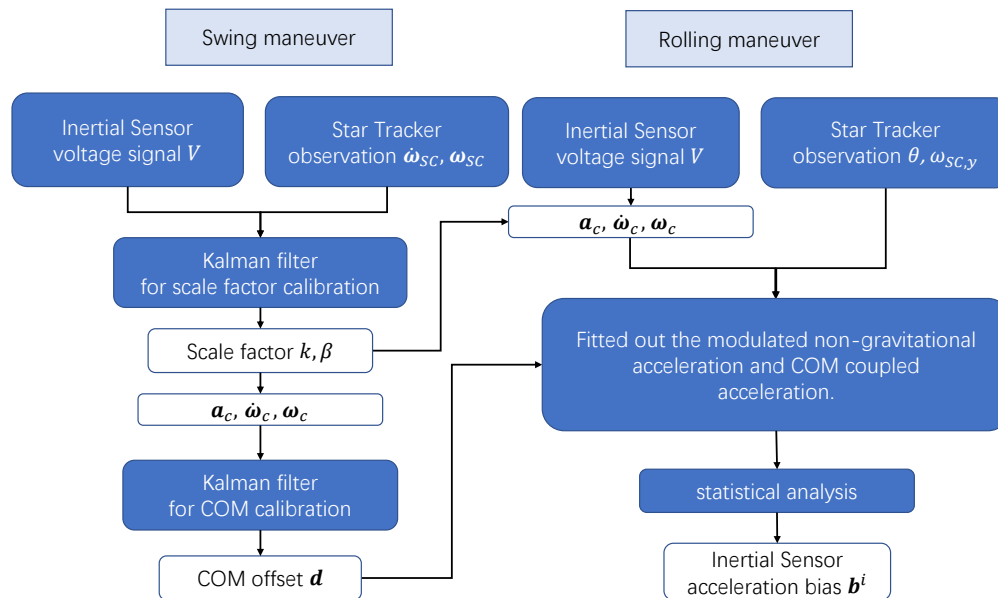 Swing maneuver
Inertial Sensor
voltage signal V
Star Tracker
observation ω̇_SC, ω_SC
Kalman filter
for scale factor calibration
Scale factor k, β
a_c, ω̇_c, ω_c
Kalman filter
for COM calibration
COM offset d
Rolling maneuver
Inertial Sensor
voltage signal V
Star Tracker
observation θ, ω_SC,y
a_c, ω̇_c, ω_c
Fitted out the modulated non-gravitational
acceleration and COM coupled
acceleration.
statistical analysis
Inertial Sensor
acceleration bias b^i